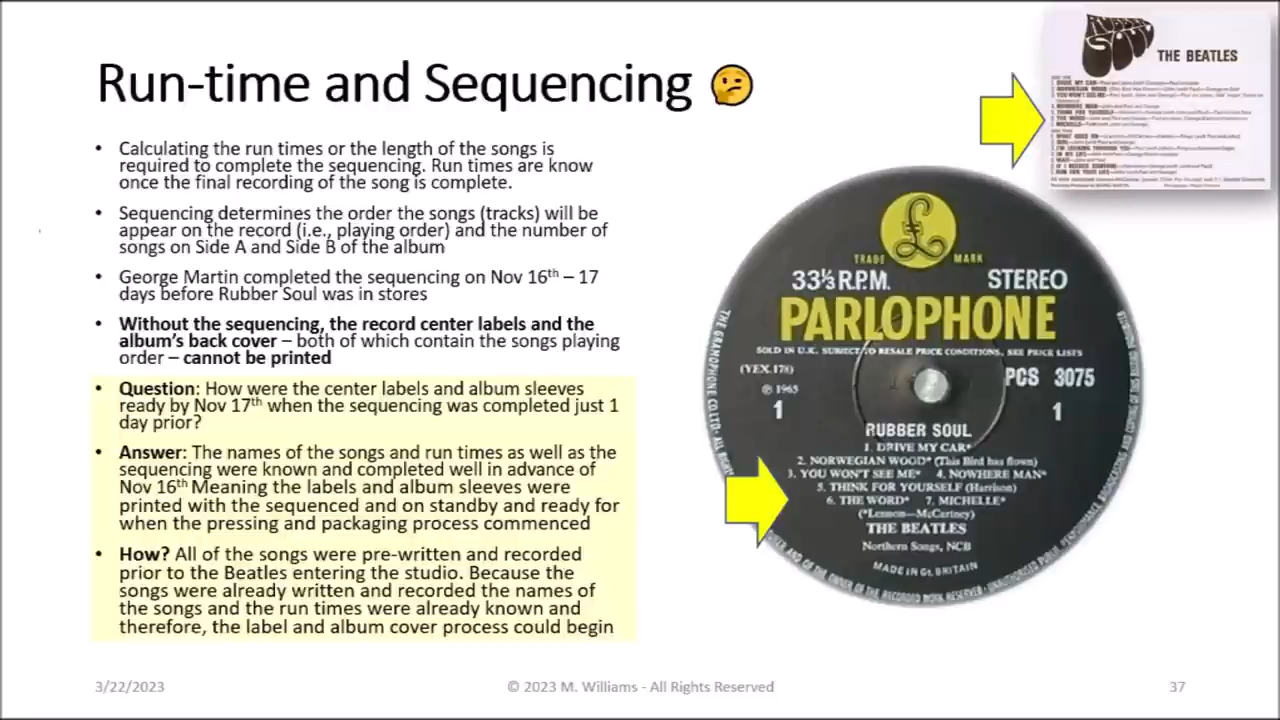 Run-time and Sequencing
• Calculating the run times or the length of the songs is
required to complete the sequencing. Run times are know
once the final recording of the song is complete.
• Sequencing determines the order the songs (tracks) will be
appear on the record (i.e., playing order) and the number of
songs on Side A and Side B of the album
• George Martin completed the sequencing on Nov 16th – 17
days before Rubber Soul was in stores
• Without the sequencing, the record center labels and the
album's back cover – both of which contain the songs playing
order – cannot be printed
• Question: How were the center labels and album sleeves
ready by Nov 17th when the sequencing was completed just 1
day prior?
• Answer: The names of the songs and run times as well as the
sequencing were known and completed well in advance of
Nov 16th Meaning the labels and album sleeves were
printed with the sequenced and on standby and ready for
when the pressing and packaging process commenced
• How? All of the songs were pre-written and recorded
prior to the Beatles entering the studio. Because the
songs were already written and recorded the names of
the songs and the run times were already known and
therefore, the label and album cover process could begin
RUBBER SOUL
THE BEATLES
£
TRADE MARK
33⅓ R.P.M. STEREO
PARLOPHONE
SOLD IN U.K. SUBJECT TO RESALE PRICE CONDITIONS, SEE PRICE LISTS
(YEX.178)
PCS 3075
℗ 1965
1 1
RUBBER SOUL
1. DRIVE MY CAR*
2. NORWEGIAN WOOD* (This Bird has flown)
3. YOU WON'T SEE ME* 4. NOWHERE MAN*
5. THINK FOR YOURSELF (Harrison)
6. THE WORD* 7. MICHELLE*
(*Lennon—McCartney)
THE BEATLES
Northern Songs, NCB
MADE IN GT. BRITAIN
THE GRAMOPHONE CO. LTD.
OF THE OWNER OF THE RECORDED WORK RESERVED
3/22/2023
© 2023 M. Williams - All Rights Reserved
37